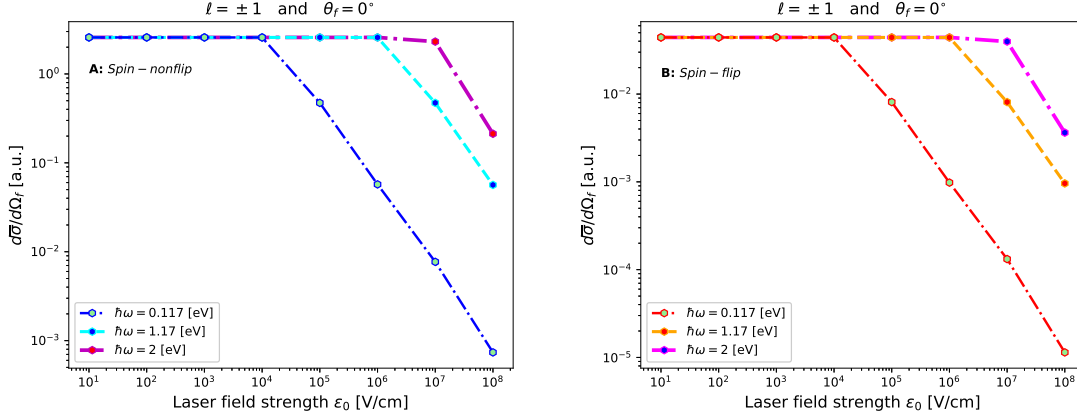 ℓ = ±1 and θ_f = 0°
A: Spin − nonflip
dσ̅/dΩ_f [a.u.]
10^0
10^−1
10^−2
10^−3
ħω = 0.117 [eV]
ħω = 1.17 [eV]
ħω = 2 [eV]
10^1 10^2 10^3 10^4 10^5 10^6 10^7 10^8
Laser field strength ε_0 [V/cm]
ℓ = ±1 and θ_f = 0°
B: Spin − flip
dσ̅/dΩ_f [a.u.]
10^−2
10^−3
10^−4
10^−5
ħω = 0.117 [eV]
ħω = 1.17 [eV]
ħω = 2 [eV]
10^1 10^2 10^3 10^4 10^5 10^6 10^7 10^8
Laser field strength ε_0 [V/cm]